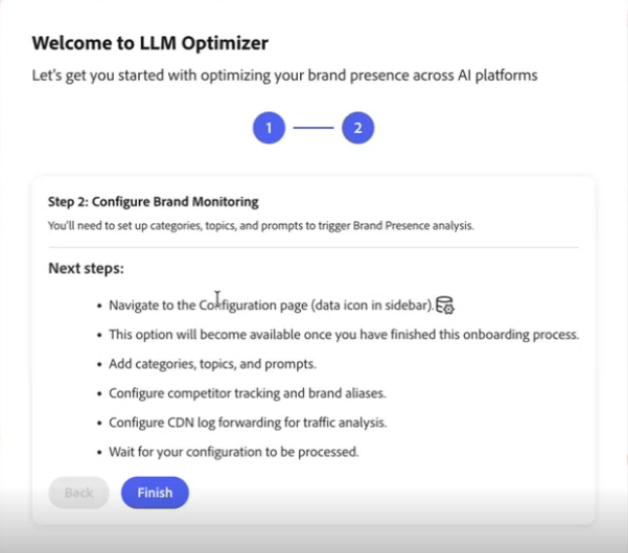 Welcome to LLM Optimizer
Let's get you started with optimizing your brand presence across AI platforms
1
2
Step 2: Configure Brand Monitoring
You'll need to set up categories, topics, and prompts to trigger Brand Presence analysis.
Next steps:
• Navigate to the Configuration page (data icon in sidebar).
• This option will become available once you have finished this onboarding process.
• Add categories, topics, and prompts.
• Configure competitor tracking and brand aliases.
• Configure CDN log forwarding for traffic analysis.
• Wait for your configuration to be processed.
Back
Finish